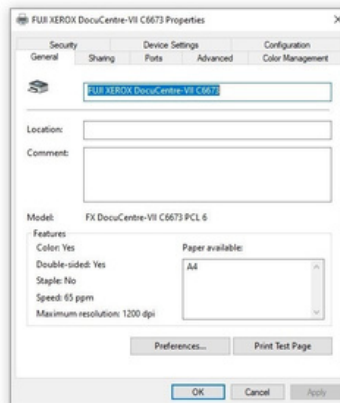 FUJI XEROX DocuCentre-VII C6673 Properties
Security Device Settings Configuration
General Sharing Ports Advanced Color Management
FUJI XEROX DocuCentre-VII C6673
Location:
Comment:
Model: FX DocuCentre-VII C6673 PCL 6
Features
Color: Yes Paper available:
Double-sided: Yes A4
Staple: No
Speed: 65 ppm
Maximum resolution: 1200 dpi
Preferences... Print Test Page
OK Cancel Apply